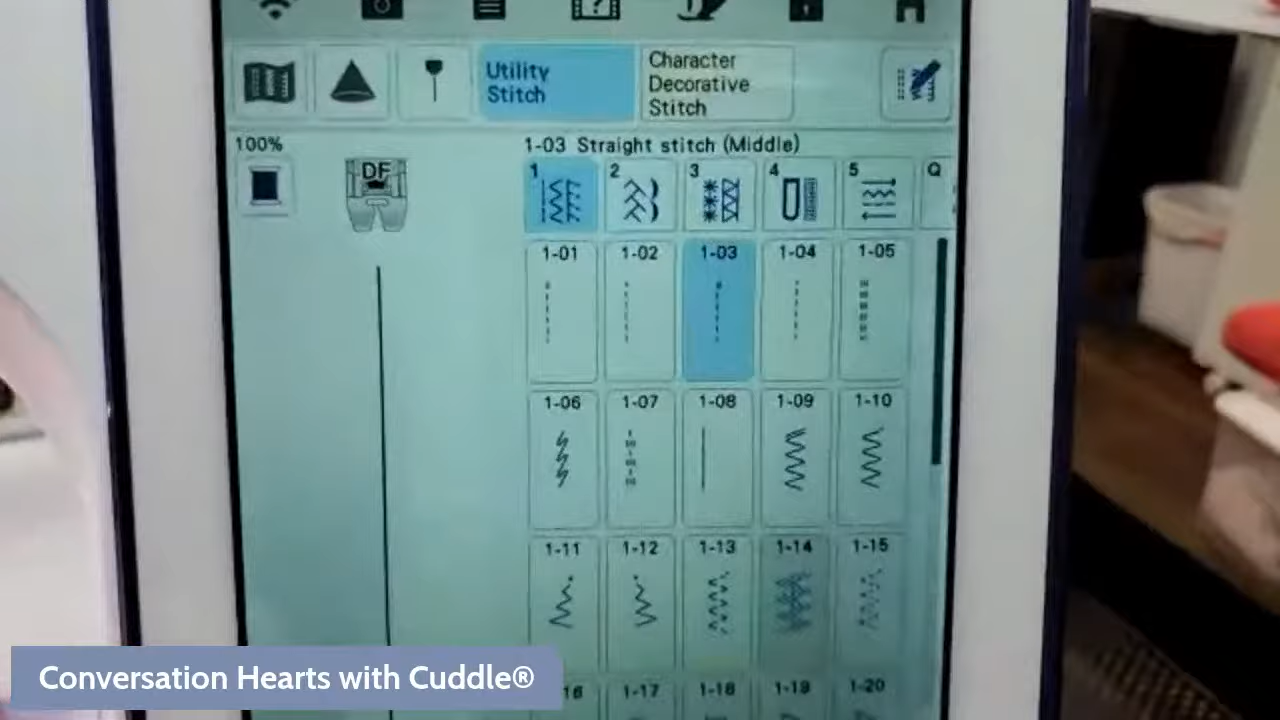 Utility
Stitch
Character
Decorative
Stitch
100%
1-03 Straight stitch (Middle)
DF
1
2
3
4
5
Q
1-01
1-02
1-03
1-04
1-05
1-06
1-07
1-08
1-09
1-10
1-11
1-12
1-13
1-14
1-15
16
1-17
1-18
1-19
1-20
Conversation Hearts with Cuddle®